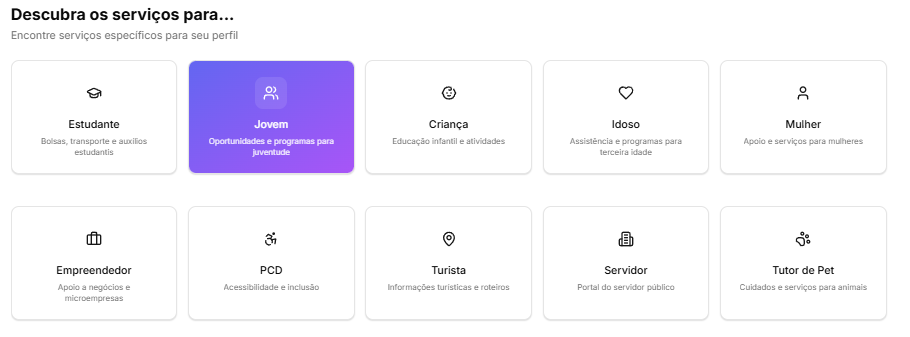 Descubra os serviços para...
Encontre serviços específicos para seu perfil
Estudante
Bolsas, transporte e auxílios
estudantis
Jovem
Oportunidades e programas para
juventude
Criança
Educação infantil e atividades
Idoso
Assistência e programas para
terceira idade
Mulher
Apoio e serviços para mulheres
Empreendedor
Apoio a negócios e
microempresas
PCD
Acessibilidade e inclusão
Turista
Informações turísticas e roteiros
Servidor
Portal do servidor público
Tutor de Pet
Cuidados e serviços para animais